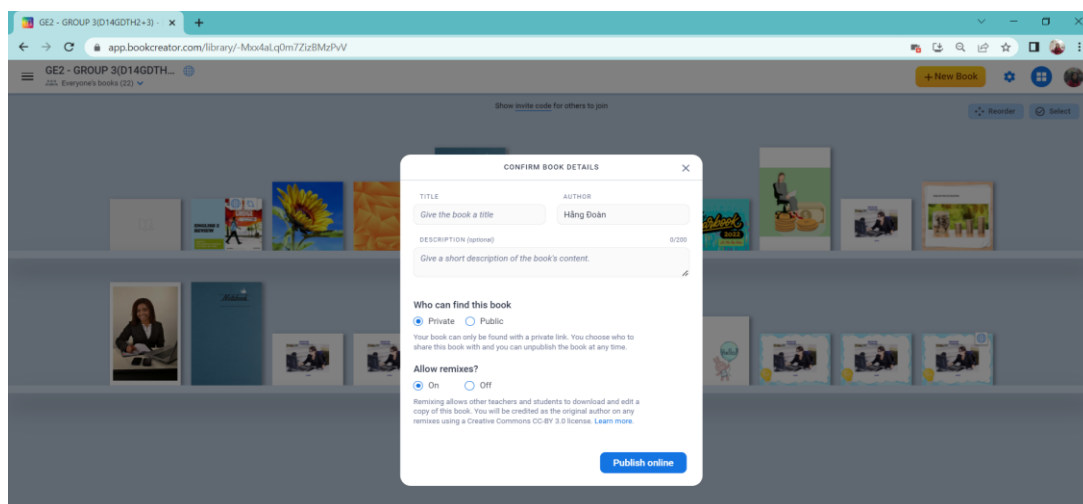 GE2 - GROUP 3(D14GDTH2+3) -
app.bookcreator.com/library/-Mxx4aLq0m7ZizBMzPvV
GE2 - GROUP 3(D14GDTH...
Everyone's books (22)
+ New Book
Show invite code for others to join
Reorder
Select
CONFIRM BOOK DETAILS
TITLE
AUTHOR
Give the book a title
Hằng Đoàn
DESCRIPTION (optional)
0/200
Give a short description of the book's content.
ENGLISH 2
REVIEW
2022
Notebook
Hello!
Who can find this book
Private
Public
Your book can only be found with a private link. You choose who to
share this book with and you can unpublish the book at any time.
Allow remixes?
On
Off
Remixing allows other teachers and students to download and edit a
copy of this book. You will be credited as the original author on any
remixes using a Creative Commons CC-BY 3.0 license. Learn more.
Publish online